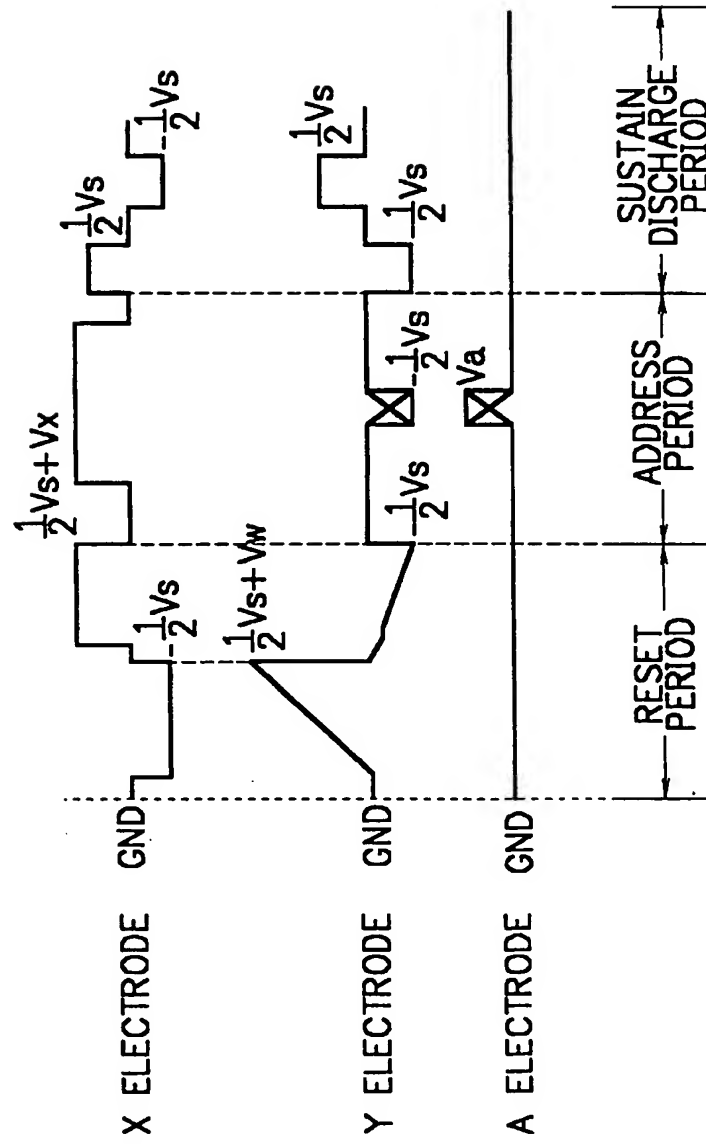 X ELECTRODE GND
1/2Vs+Vx
-1/2Vs
1/2Vs
-1/2Vs
Y ELECTRODE GND
1/2Vs+Vw
-1/2Vs
-1/2Vs
-1/2Vs
1/2Vs
A ELECTRODE GND
Va
RESET
PERIOD
ADDRESS
PERIOD
SUSTAIN
DISCHARGE
PERIOD